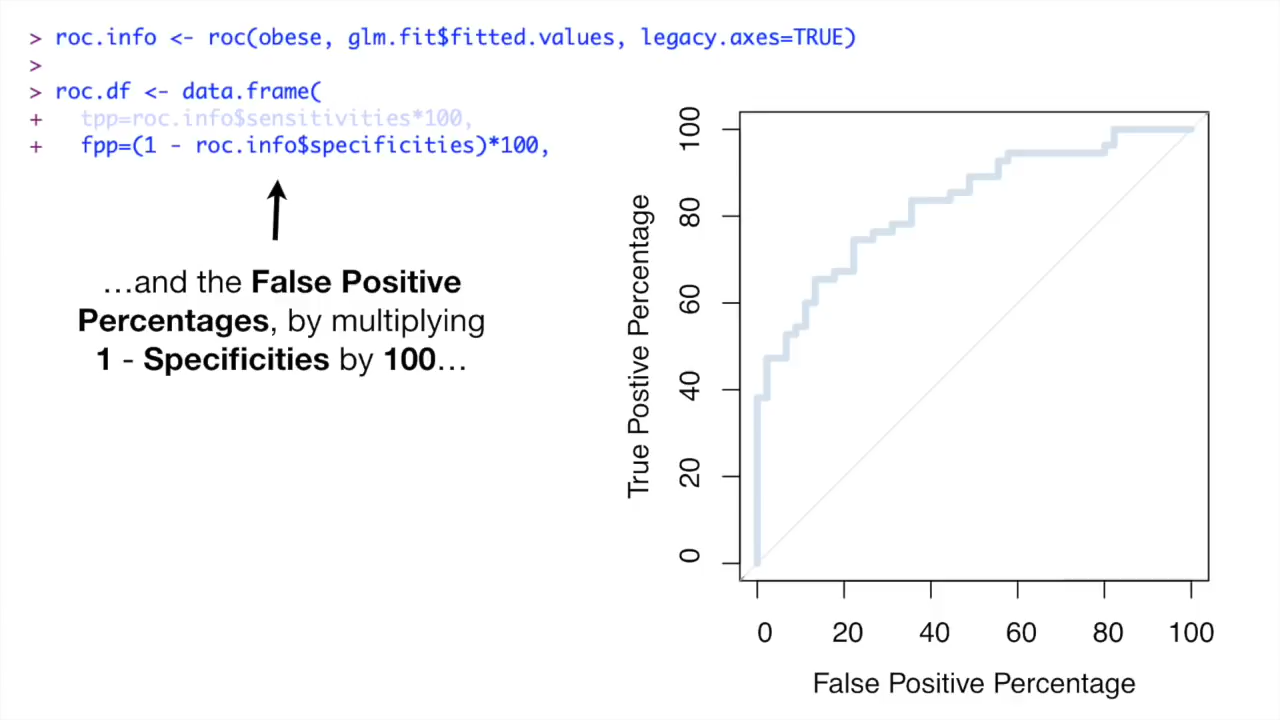 > roc.info <- roc(obese, glm.fit$fitted.values, legacy.axes=TRUE)
>
> roc.df <- data.frame(
+ tpp=roc.info$sensitivities*100,
+ fpp=(1 - roc.info$specificities)*100,
…and the False Positive
Percentages, by multiplying
1 - Specificities by 100…
True Postive Percentage
100
80
60
40
20
0
0 20 40 60 80 100
False Positive Percentage